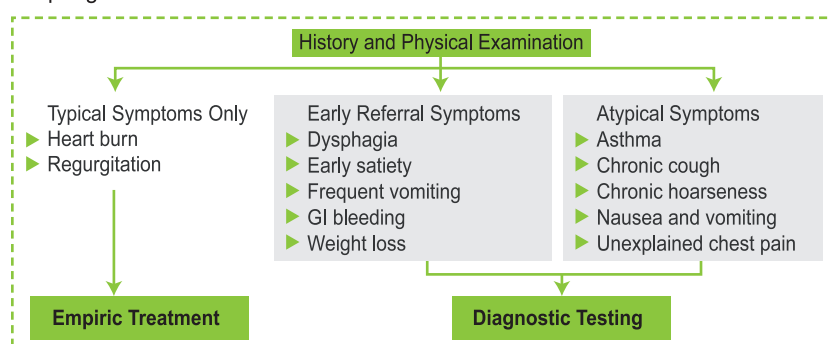 History and Physical Examination
Typical Symptoms Only
Heart burn
Regurgitation
Early Referral Symptoms
Dysphagia
Early satiety
Frequent vomiting
GI bleeding
Weight loss
Atypical Symptoms
Asthma
Chronic cough
Chronic hoarseness
Nausea and vomiting
Unexplained chest pain
Empiric Treatment
Diagnostic Testing